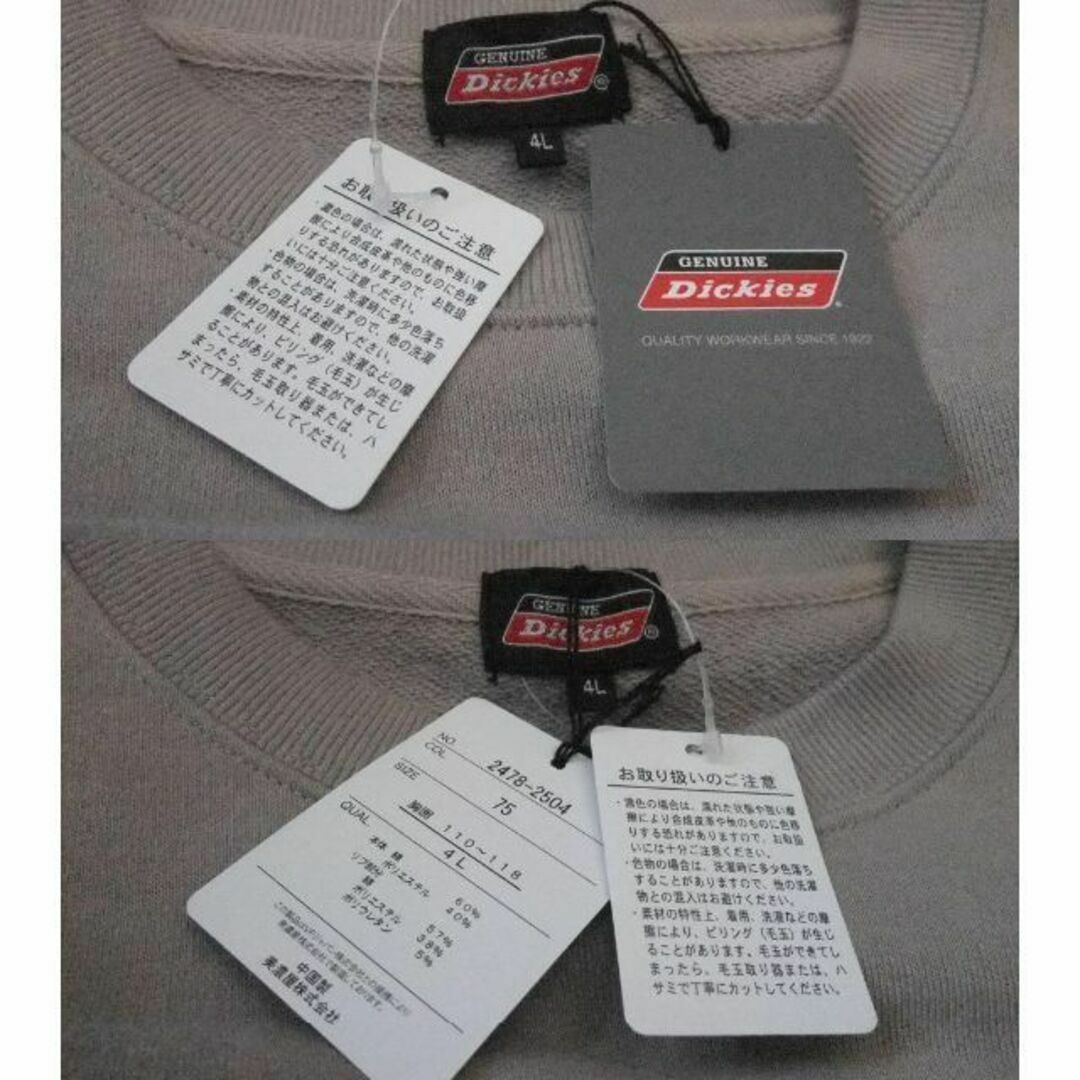 GENUINE
Dickies
4L
お取り扱いのご注意
・濃色の場合は、濡れた状態や強い摩
擦により合成皮革や他のものに色移
りする恐れがありますので、お取扱
いには十分ご注意ください。
・色物の場合は、洗濯時に多少色落ち
することがありますので、他の洗濯
物との混入はお避けください。
・素材の特性上、着用、洗濯などの摩
擦により、ピリング（毛玉）が生じ
ることがあります。毛玉ができてし
まったら、毛玉取り器または、ハ
サミで丁寧にカットしてください。
GENUINE
Dickies
QUALITY WORKWEAR SINCE 1922
GENUINE
Dickies
4L
NO. 2478-2504
COL 75
SIZE 胸囲 110～118
4L
QUAL 本体 綿 60%
ポリエステル 40%
リブ部分
綿 57%
ポリエステル 38%
ポリウレタン 5%
中国製
美濃屋株式会社
お取り扱いのご注意
・濃色の場合は、濡れた状態や強い摩
擦により合成皮革や他のものに色移
りする恐れがありますので、お取扱
いには十分ご注意ください。
・色物の場合は、洗濯時に多少色落ち
することがありますので、他の洗濯
物との混入はお避けください。
・素材の特性上、着用、洗濯などの摩
擦により、ピリング（毛玉）が生じ
ることがあります。毛玉ができてし
まったら、毛玉取り器または、ハ
サミで丁寧にカットしてください。